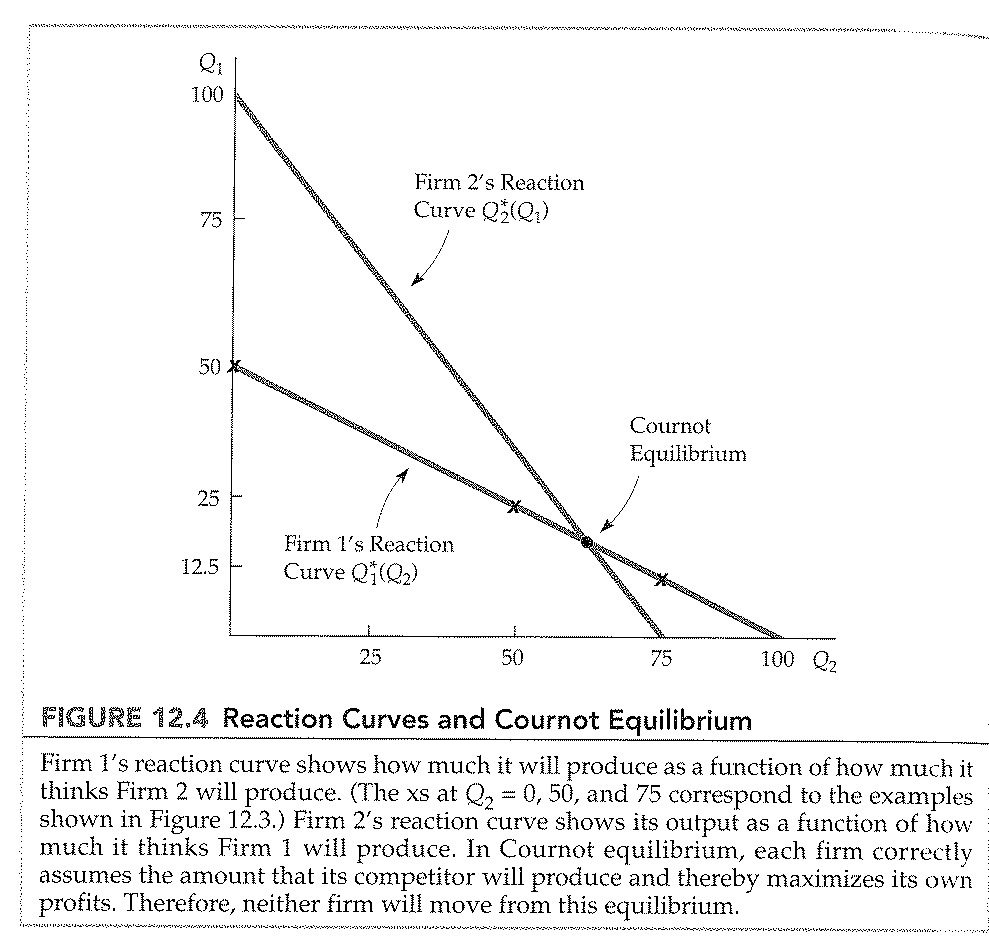 Q₁
100
Firm 2's Reaction
Curve Q₂*(Q₁)
75
50
Cournot
Equilibrium
25
Firm 1's Reaction
Curve Q₁*(Q₂)
12.5
25 50 75 100 Q₂
FIGURE 12.4 Reaction Curves and Cournot Equilibrium
Firm 1's reaction curve shows how much it will produce as a function of how much it
thinks Firm 2 will produce. (The xs at Q₂ = 0, 50, and 75 correspond to the examples
shown in Figure 12.3.) Firm 2's reaction curve shows its output as a function of how
much it thinks Firm 1 will produce. In Cournot equilibrium, each firm correctly
assumes the amount that its competitor will produce and thereby maximizes its own
profits. Therefore, neither firm will move from this equilibrium.